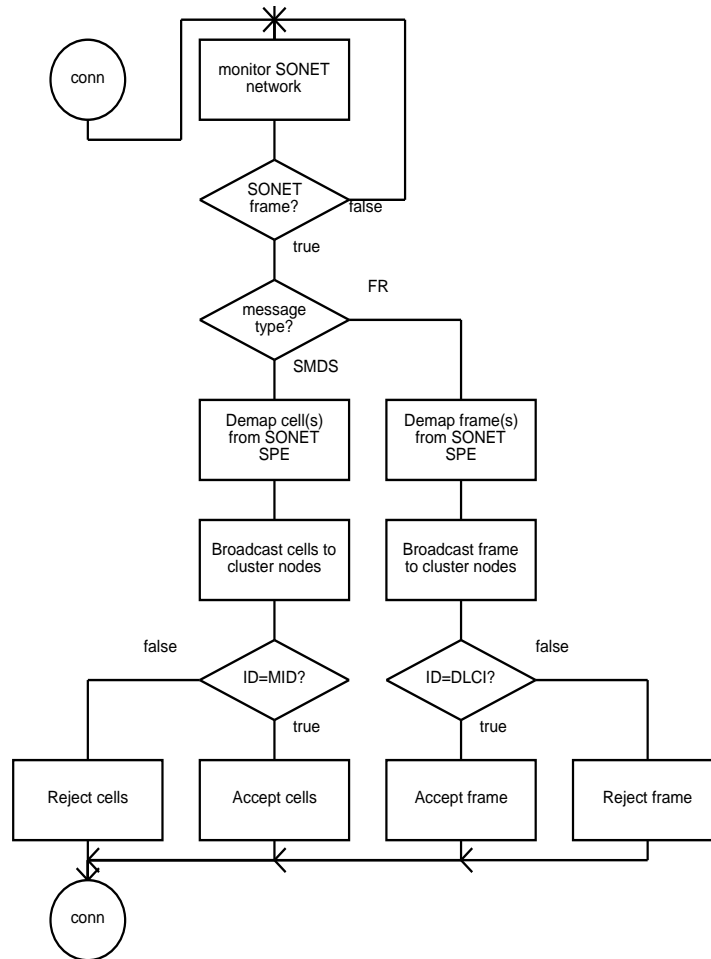 conn
monitor SONET
network
SONET
frame?
false
true
FR
message
type?
SMDS
Demap cell(s)
from SONET
SPE
Demap frame(s)
from SONET
SPE
Broadcast cells to
cluster nodes
Broadcast frame
to cluster nodes
false
ID=MID?
true
false
ID=DLCI?
true
Reject cells
Accept cells
Accept frame
Reject frame
conn